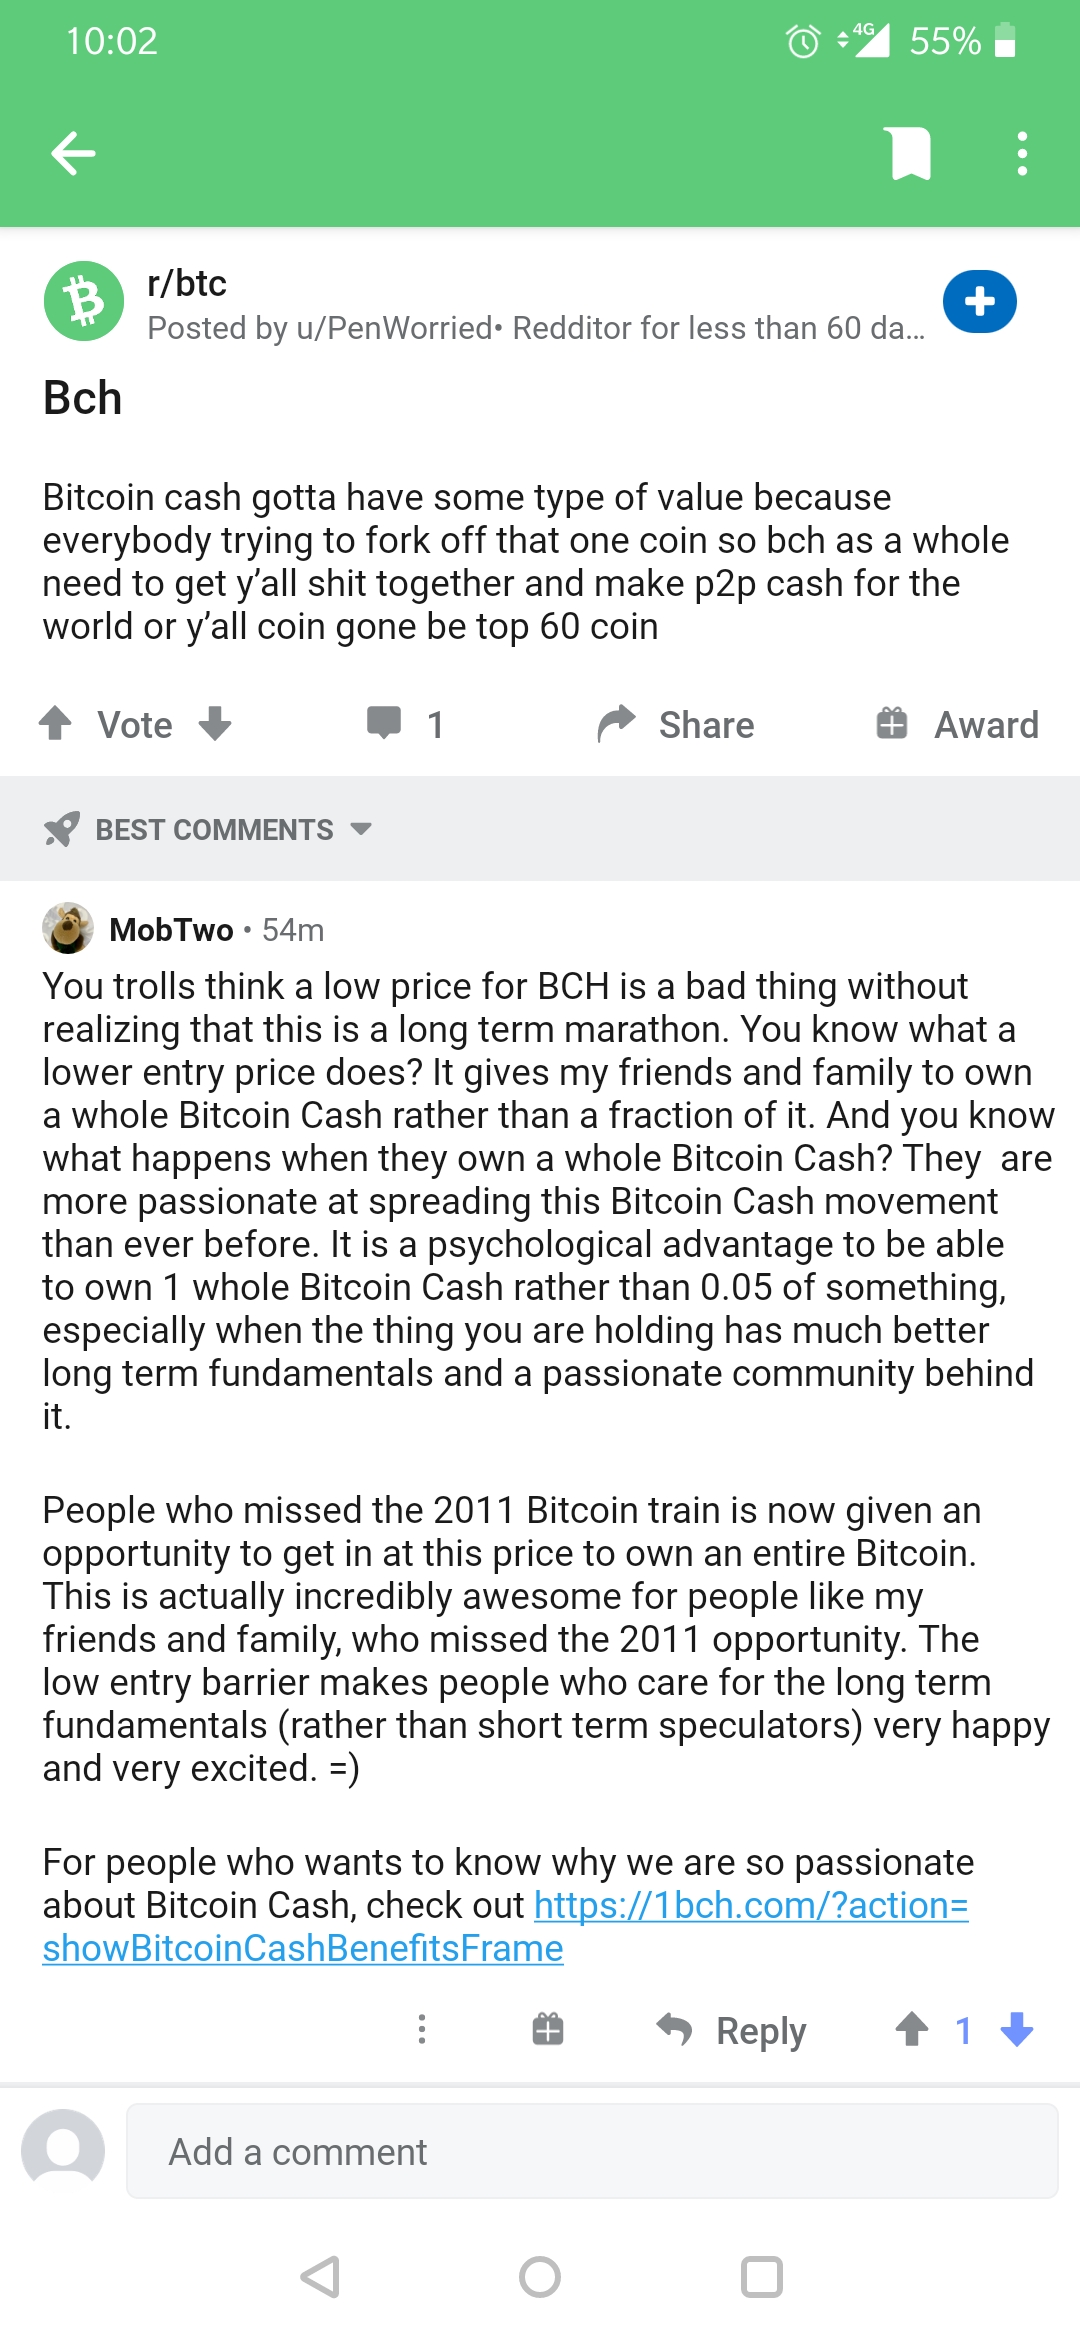 10:02
4G 55%
r/btc
Posted by u/PenWorried• Redditor for less than 60 da...
Bch
Bitcoin cash gotta have some type of value because
everybody trying to fork off that one coin so bch as a whole
need to get y’all shit together and make p2p cash for the
world or y’all coin gone be top 60 coin
Vote 1 Share Award
BEST COMMENTS
MobTwo • 54m
You trolls think a low price for BCH is a bad thing without
realizing that this is a long term marathon. You know what a
lower entry price does? It gives my friends and family to own
a whole Bitcoin Cash rather than a fraction of it. And you know
what happens when they own a whole Bitcoin Cash? They  are
more passionate at spreading this Bitcoin Cash movement
than ever before. It is a psychological advantage to be able
to own 1 whole Bitcoin Cash rather than 0.05 of something,
especially when the thing you are holding has much better
long term fundamentals and a passionate community behind
it.
People who missed the 2011 Bitcoin train is now given an
opportunity to get in at this price to own an entire Bitcoin.
This is actually incredibly awesome for people like my
friends and family, who missed the 2011 opportunity. The
low entry barrier makes people who care for the long term
fundamentals (rather than short term speculators) very happy
and very excited. =)
For people who wants to know why we are so passionate
about Bitcoin Cash, check out https://1bch.com/?action=
showBitcoinCashBenefitsFrame
Reply 1
Add a comment